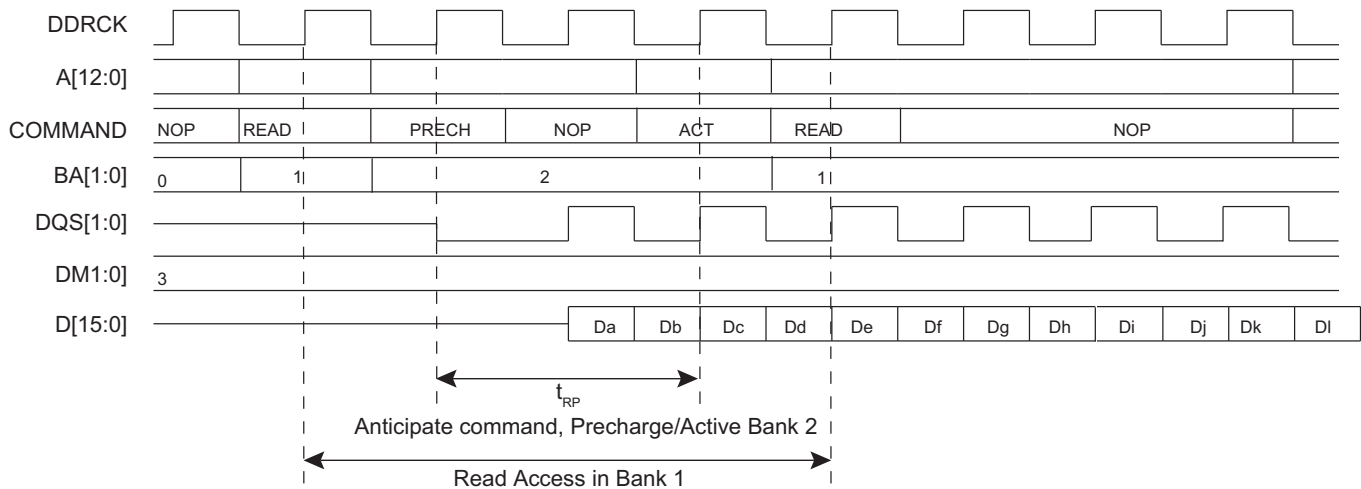 DDRCK
A[12:0]
COMMAND NOP READ PRECH NOP ACT READ NOP
BA[1:0] 0 1 2 1
DQS[1:0]
DM1:0] 3
D[15:0] Da Db Dc Dd De Df Dg Dh Di Dj Dk Dl
tRP
Anticipate command, Precharge/Active Bank 2
Read Access in Bank 1